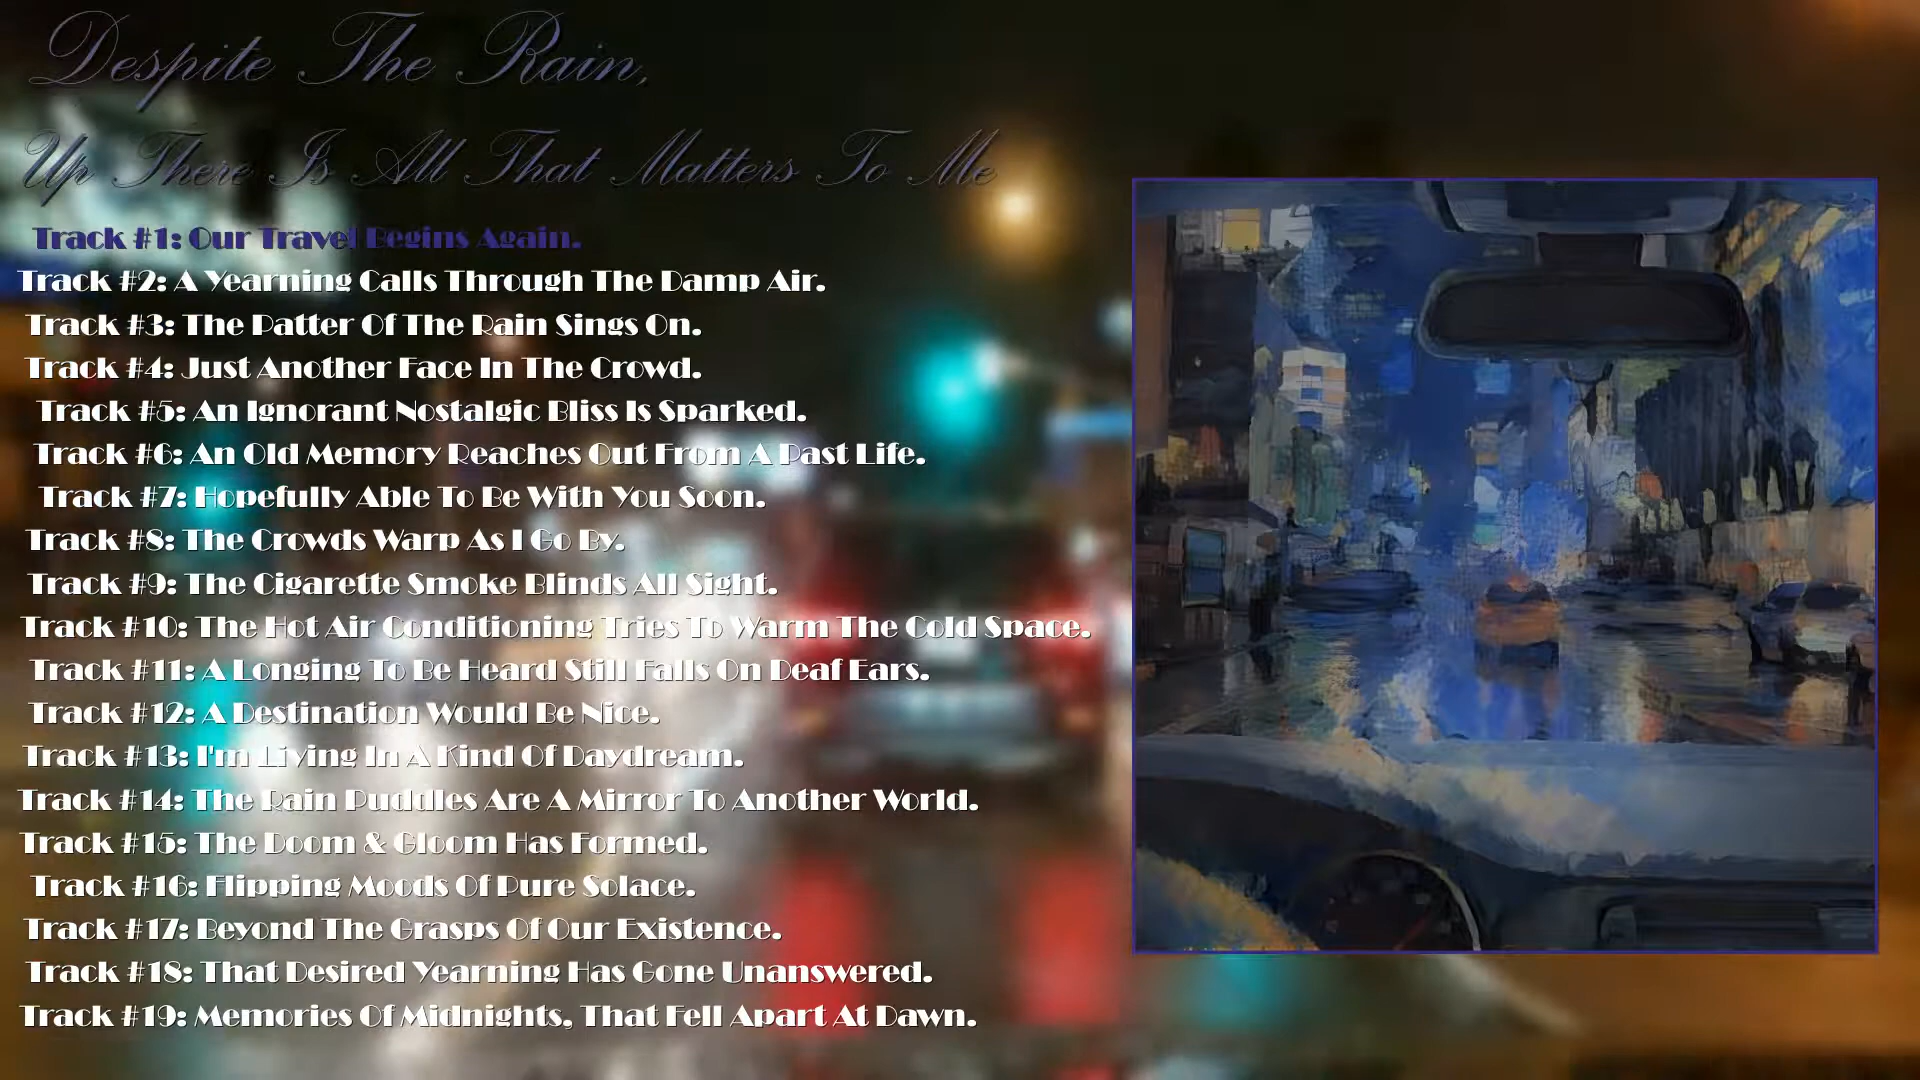 Despite The Rain,
Up There Is All That Matters To Me
Track #1: Our Travel Begins Again.
Track #2: A Yearning Calls Through The Damp Air.
Track #3: The Patter Of The Rain Sings On.
Track #4: Just Another Face In The Crowd.
Track #5: An Ignorant Nostalgic Bliss Is Sparked.
Track #6: An Old Memory Reaches Out From A Past Life.
Track #7: Hopefully Able To Be With You Soon.
Track #8: The Crowds Warp As I Go By.
Track #9: The Cigarette Smoke Blinds All Sight.
Track #10: The Hot Air Conditioning Tries To Warm The Cold Space.
Track #11: A Longing To Be Heard Still Falls On Deaf Ears.
Track #12: A Destination Would Be Nice.
Track #13: I'm Living In A Kind Of Daydream.
Track #14: The Rain Puddles Are A Mirror To Another World.
Track #15: The Doom & Gloom Has Formed.
Track #16: Flipping Moods Of Pure Solace.
Track #17: Beyond The Grasps Of Our Existence.
Track #18: That Desired Yearning Has Gone Unanswered.
Track #19: Memories Of Midnights, That Fell Apart At Dawn.